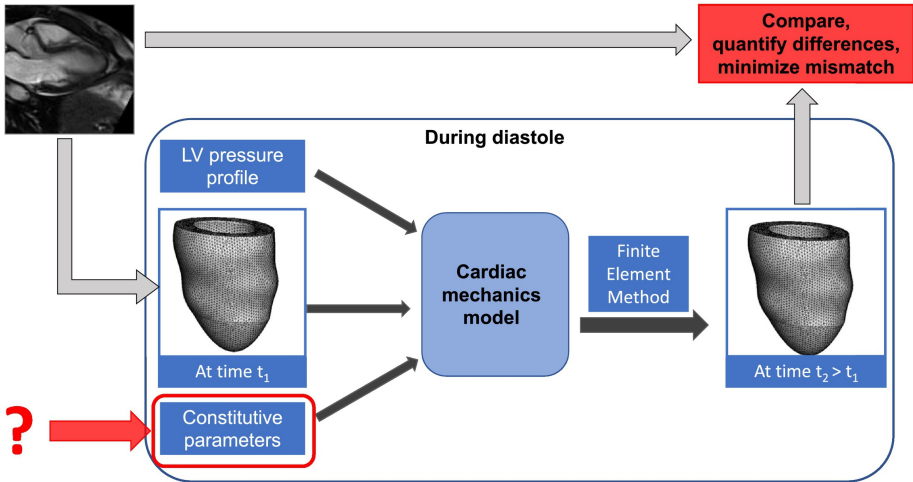 Compare,
quantify differences,
minimize mismatch
During diastole
LV pressure
profile
Cardiac
mechanics
model
Finite
Element
Method
At time t₁
At time t₂ > t₁
Constitutive
parameters
?